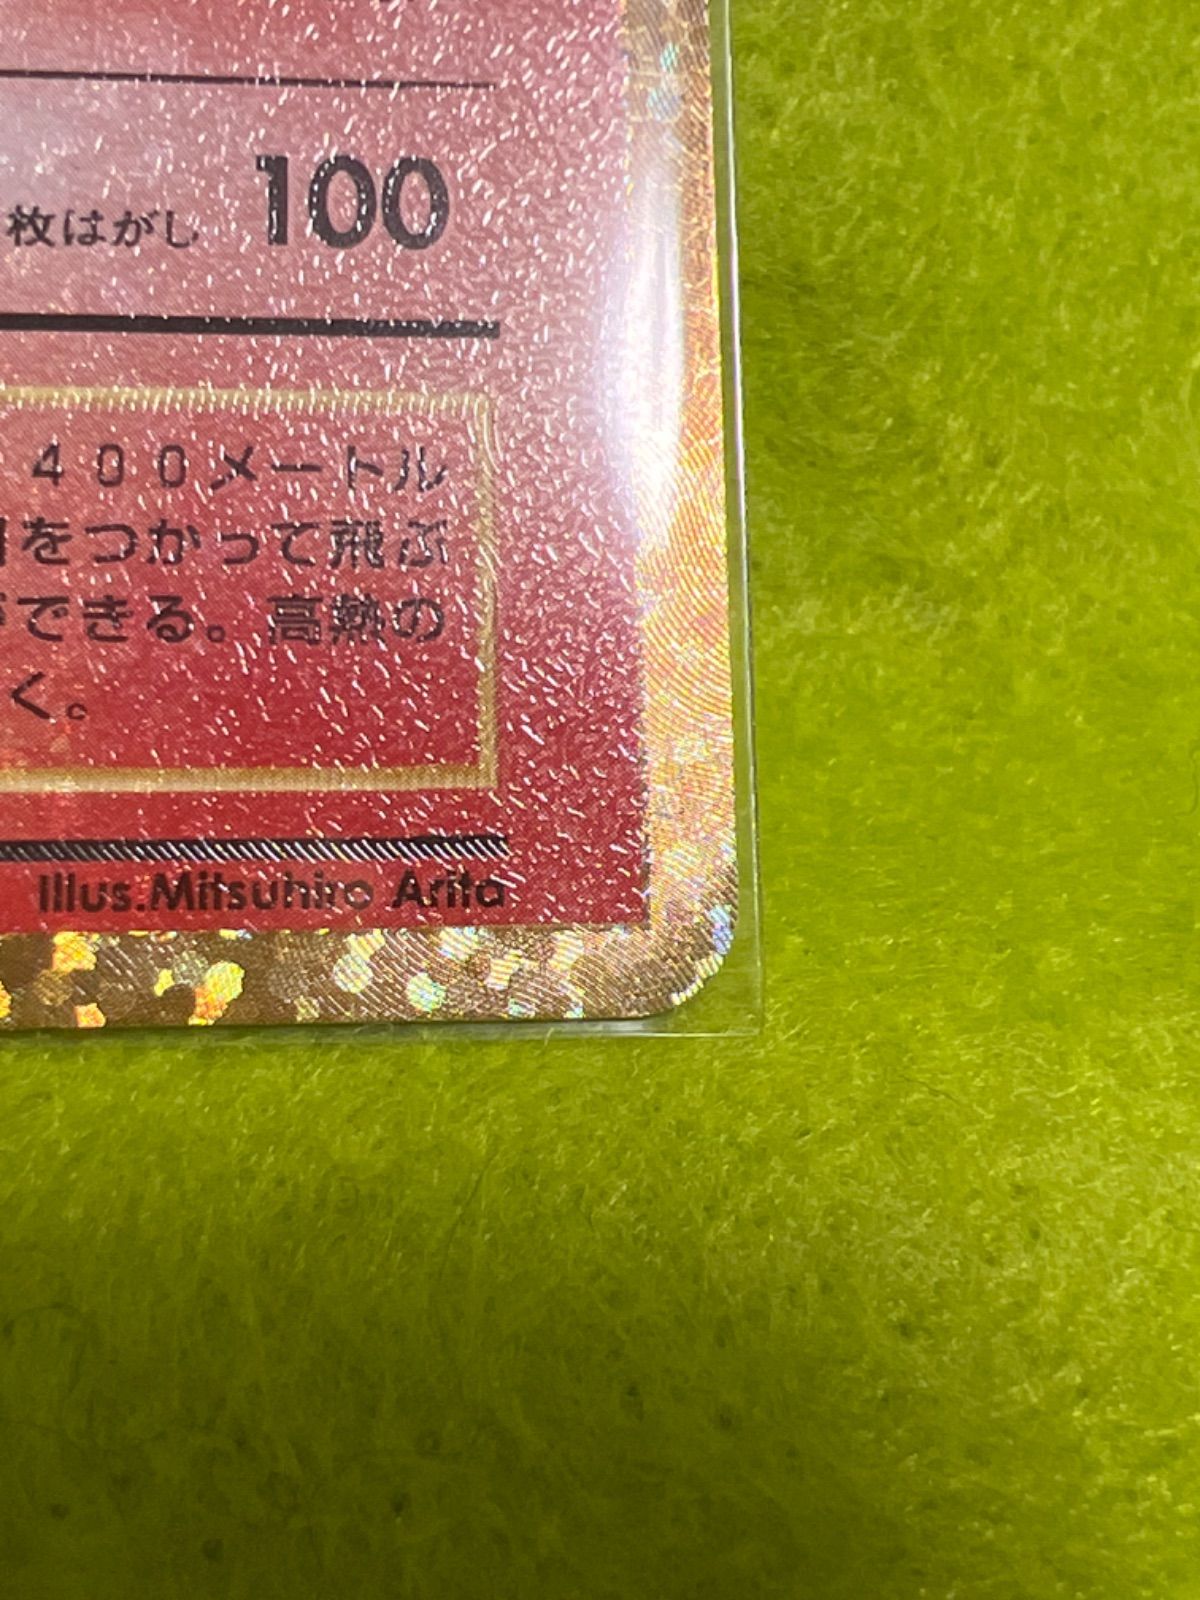 枚はがし 100
400メートル
をつかって飛ぶ
できる。高熱の
く。
Illus.Mitsuhiro Arita